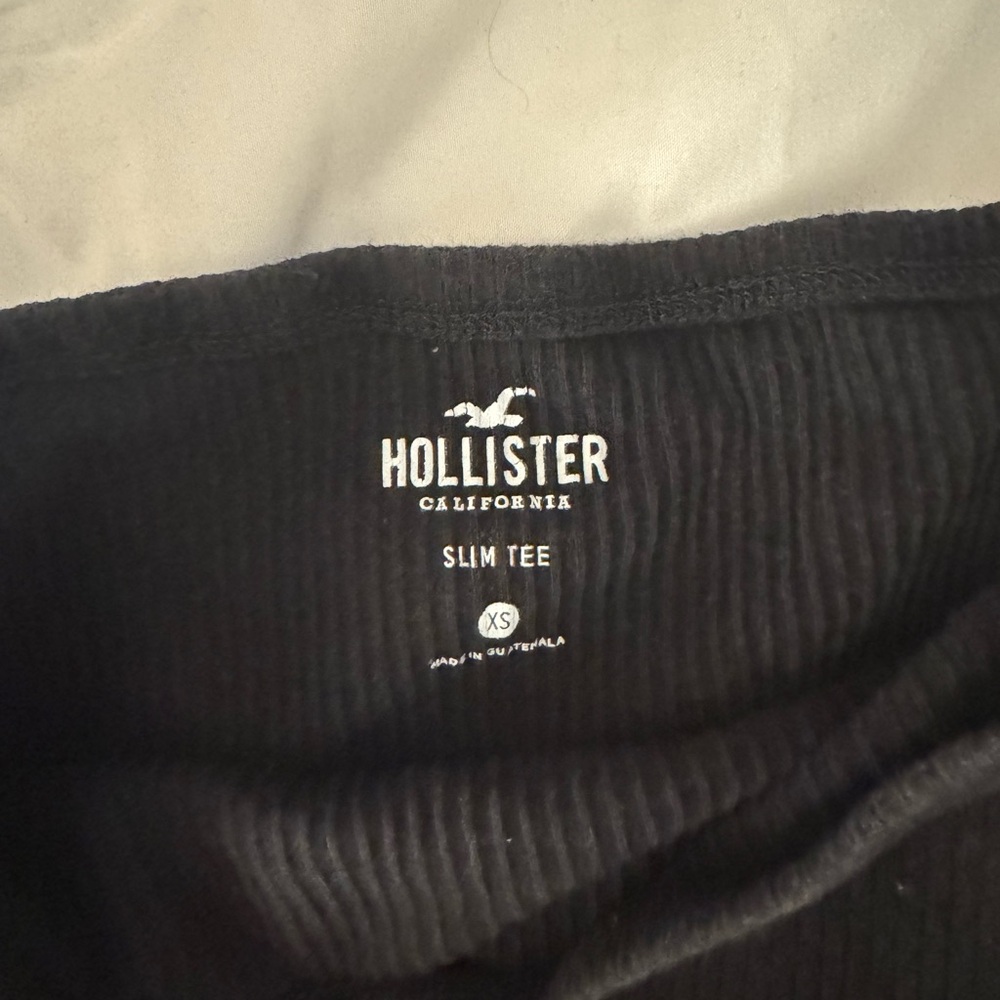 HOLLISTER
CALIFORNIA
SLIM TEE
XS
MADE IN GUATEMALA